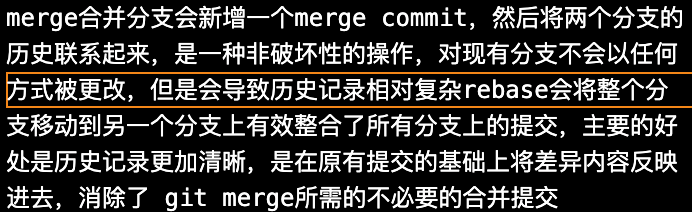 merge合并分支会新增一个merge commit，然后将两个分支的
历史联系起来，是一种非破坏性的操作，对现有分支不会以任何
方式被更改，但是会导致历史记录相对复杂rebase会将整个分
支移动到另一个分支上有效整合了所有分支上的提交，主要的好
处是历史记录更加清晰，是在原有提交的基础上将差异内容反映
进去，消除了 git merge所需的不必要的合并提交